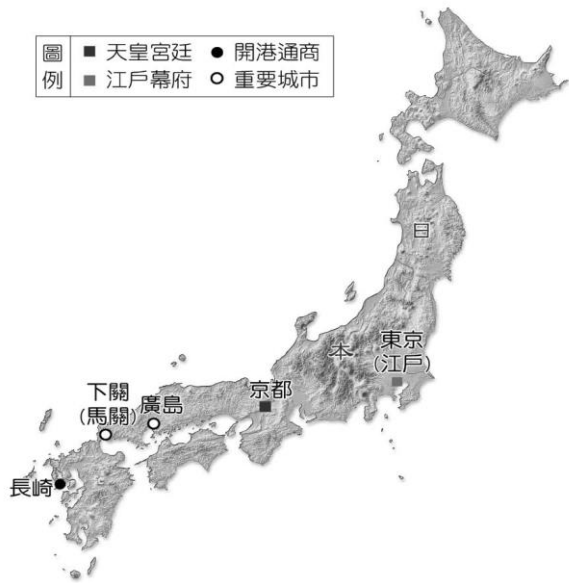 圖例
■ 天皇宮廷 ● 開港通商
■ 江戶幕府 ○ 重要城市
日
本
東京
(江戶)
京都
下關
(馬關)
廣島
長崎